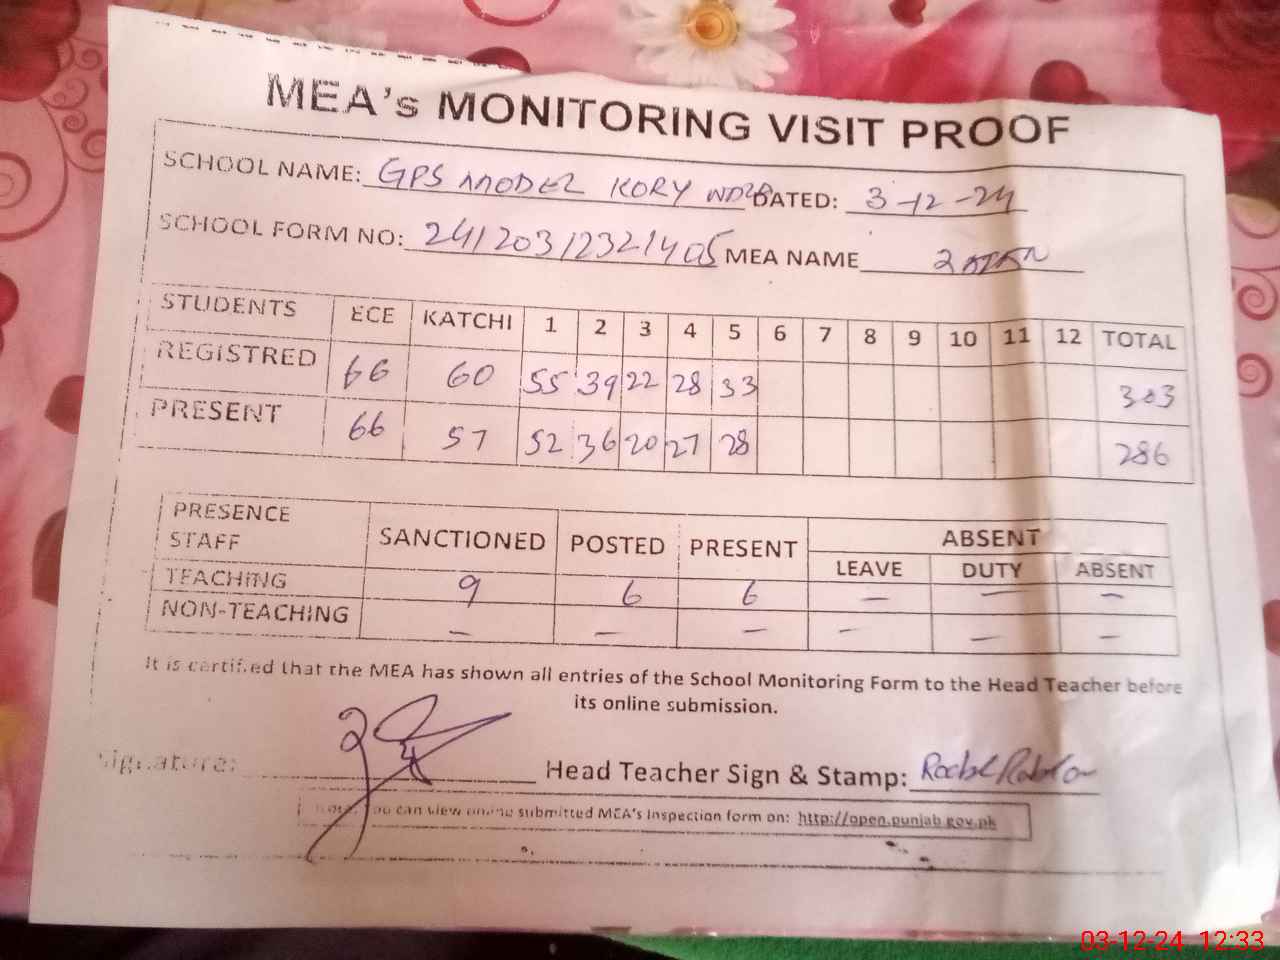 MEA's MONITORING VISIT PROOF
SCHOOL NAME: GPS MODEL KORY DATED: 3-12-24
SCHOOL FORM NO: 24120312321405 MEA NAME
STUDENTS ECE KATCHI 1 2 3 4 5 6 7 8 9 10 11 12 TOTAL
REGISTRED 66 60 55 39 22 28 33 303
PRESENT 66 57 52 36 20 27 28 286
PRESENCE STAFF SANCTIONED POSTED PRESENT ABSENT
LEAVE DUTY ABSENT
TEACHING 9 6 6 — — —
NON-TEACHING — — — — — —
It is certified that the MEA has shown all entries of the School Monitoring Form to the Head Teacher before
its online submission.
Signature: Head Teacher Sign & Stamp:
Note: You can view online submitted MEA's Inspection form on: http://open.punjab.gov.pk
03-12-24 12:33